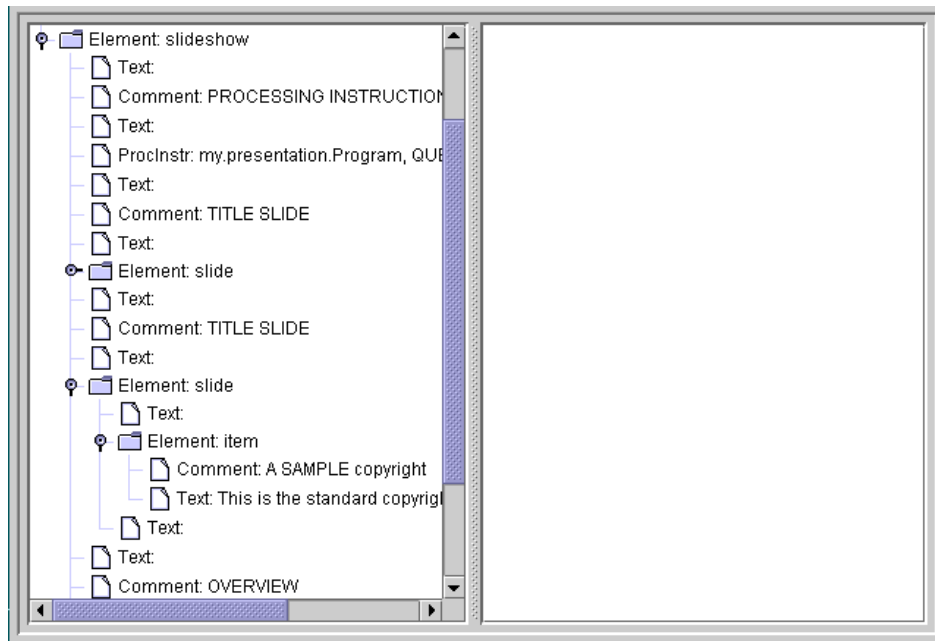 Element: slideshow
Text:
Comment: PROCESSING INSTRUCTION
Text:
ProcInstr: my.presentation.Program, QUE
Text:
Comment: TITLE SLIDE
Text:
Element: slide
Text:
Comment: TITLE SLIDE
Text:
Element: slide
Text:
Element: item
Comment: A SAMPLE copyright
Text: This is the standard copyrig
Text:
Text:
Comment: OVERVIEW